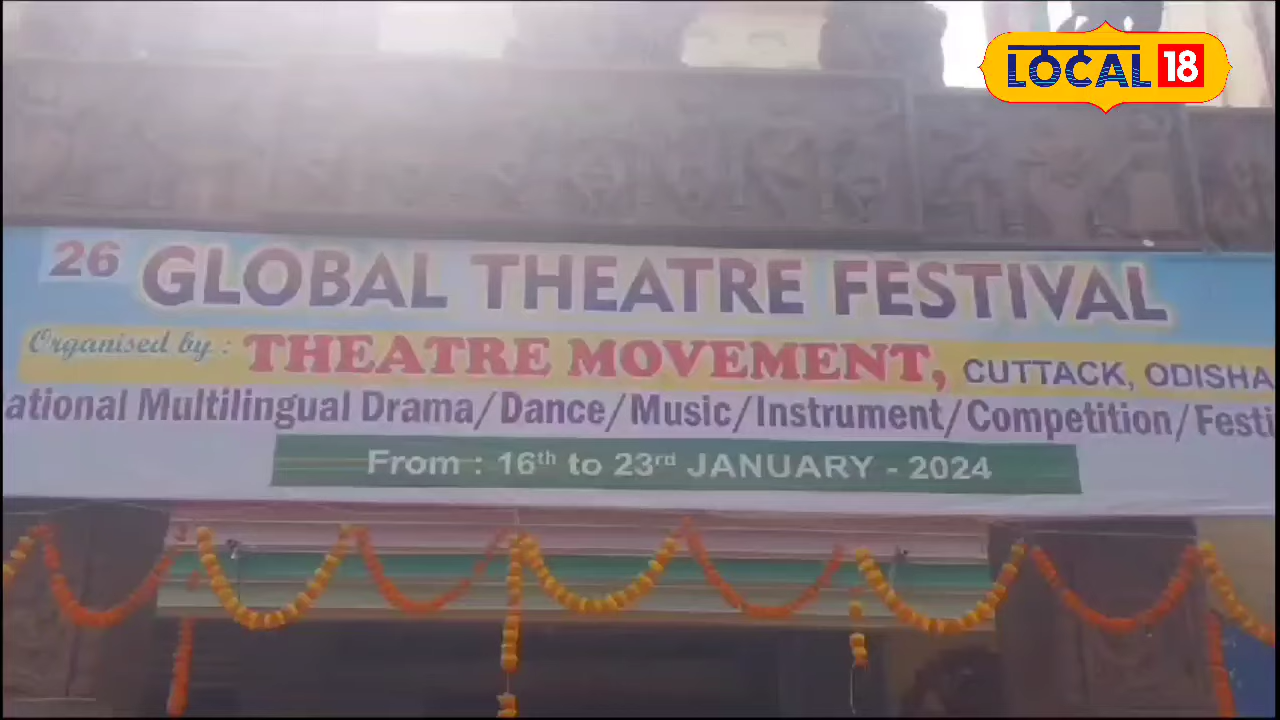 LOCAL 18
26 GLOBAL THEATRE FESTIVAL
Organised by : THEATRE MOVEMENT, CUTTACK, ODISHA
ational Multilingual Drama/Dance/Music/Instrument/Competition/Festi
From : 16th to 23rd JANUARY - 2024